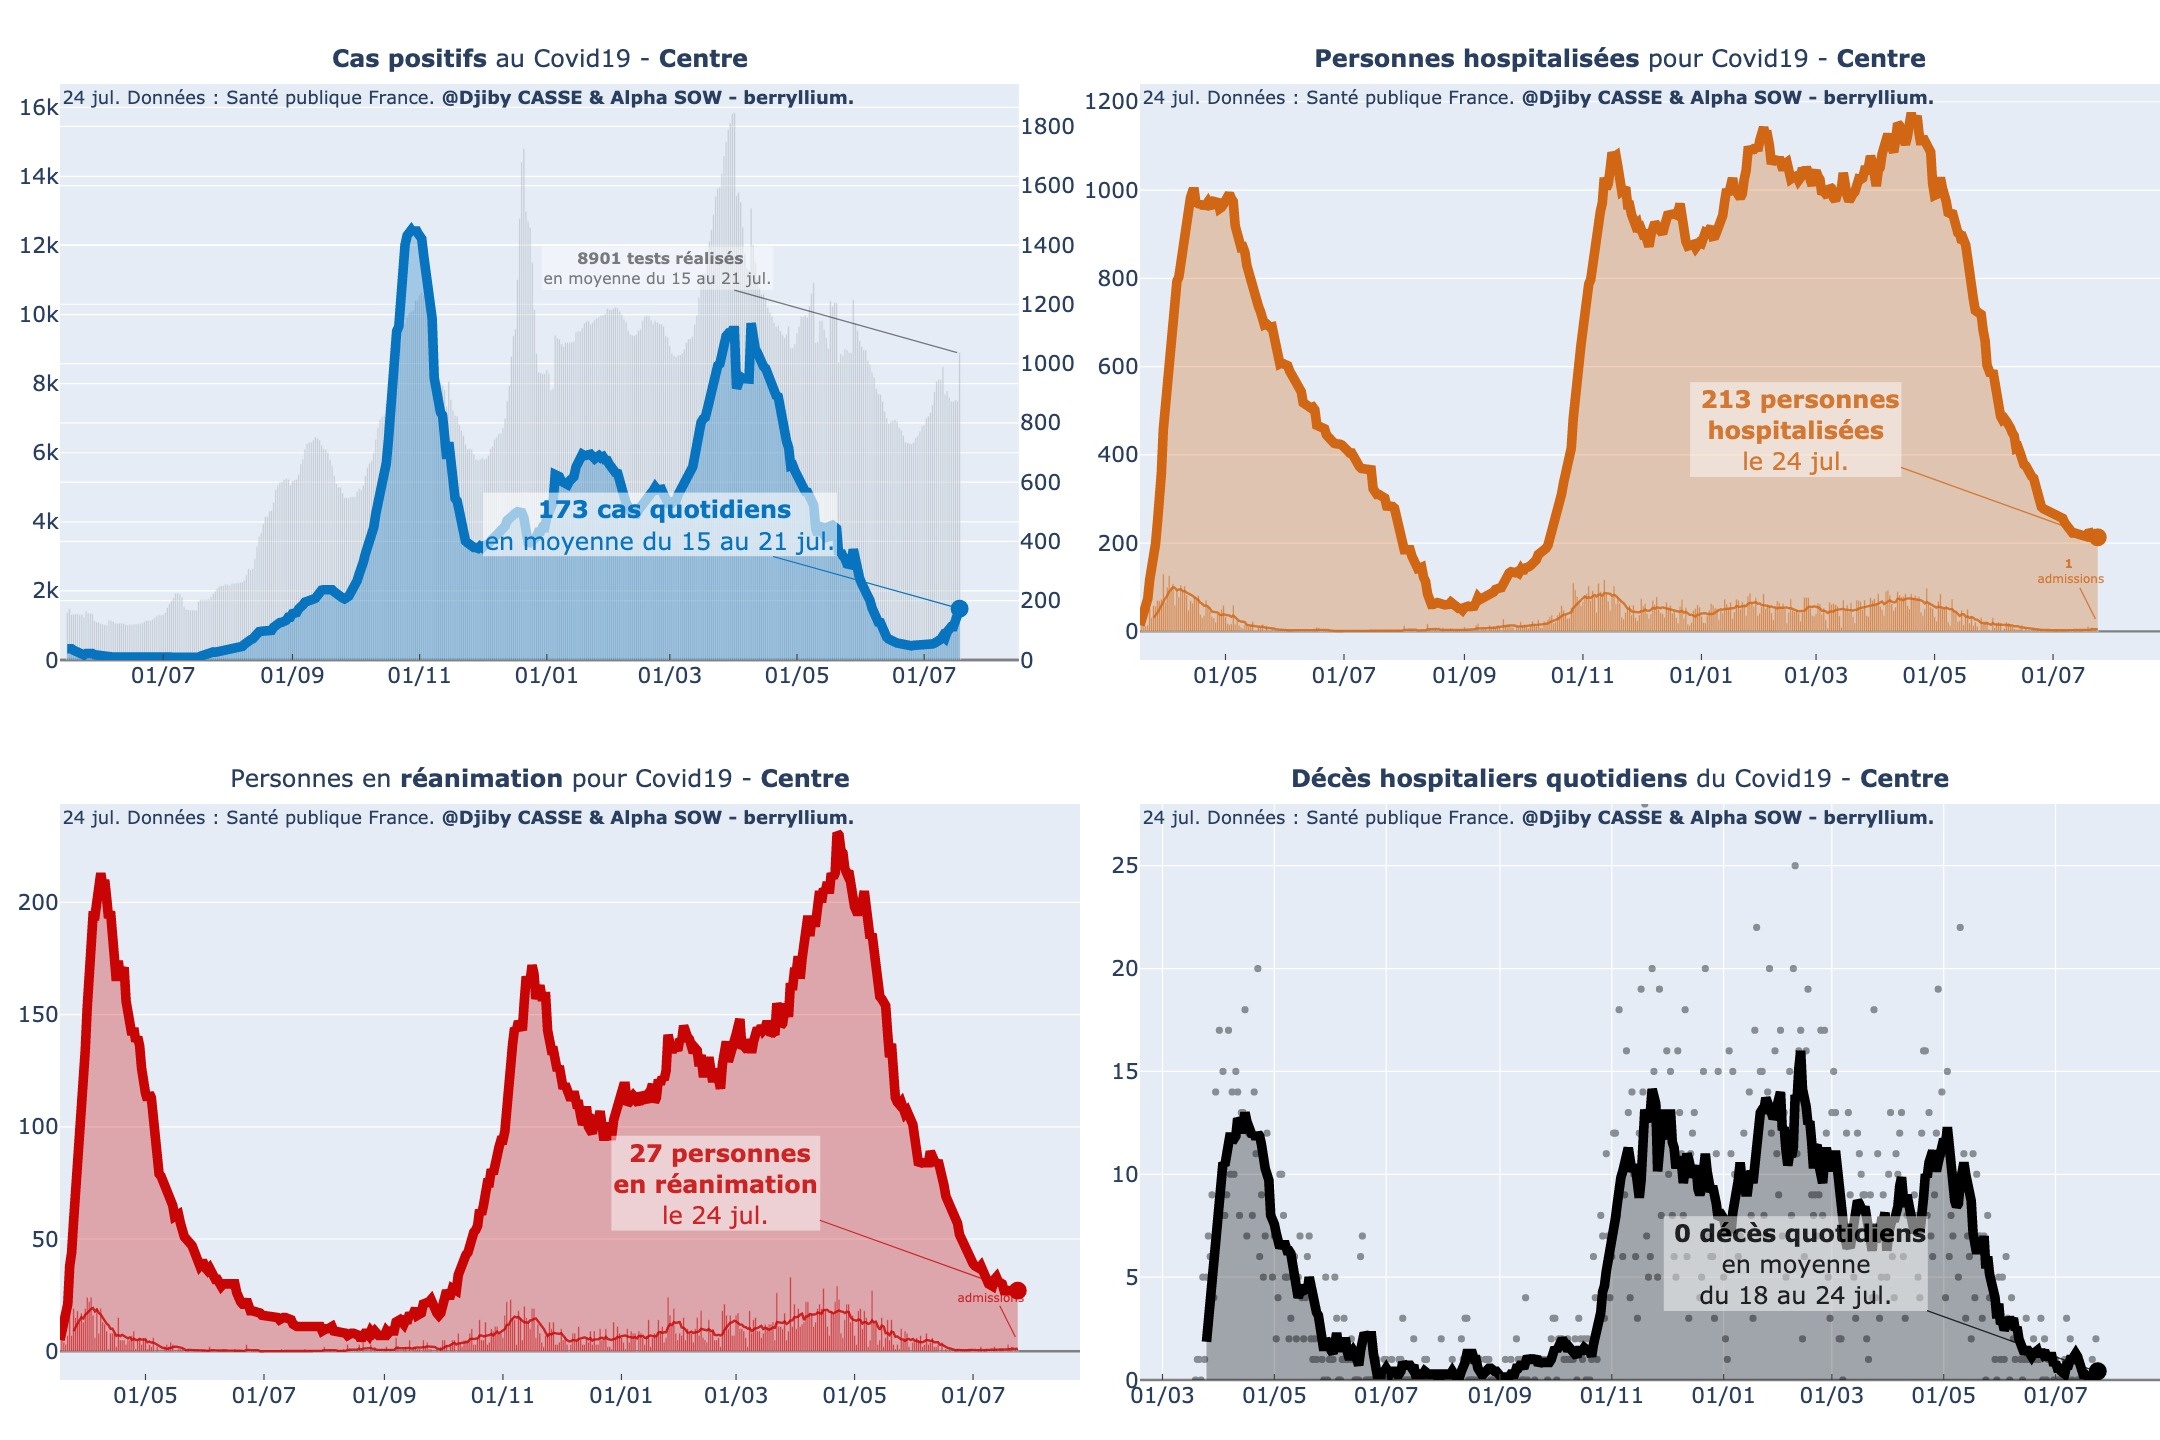 Cas positifs au Covid19 - Centre
24 jul. Données : Santé publique France. @Djiby CASSE & Alpha SOW - berryllium.
16k
14k
12k
10k
8k
6k
4k
2k
0
1800
1600
1400
1200
1000
800
600
400
200
0
8901 tests réalisés
en moyenne du 15 au 21 jul.
173 cas quotidiens
en moyenne du 15 au 21 jul.
01/07 01/09 01/11 01/01 01/03 01/05 01/07
Personnes hospitalisées pour Covid19 - Centre
24 jul. Données : Santé publique France. @Djiby CASSE & Alpha SOW - berryllium.
1200
1000
800
600
400
200
0
213 personnes
hospitalisées
le 24 jul.
1
admissions
01/05 01/07 01/09 01/11 01/01 01/03 01/05 01/07
Personnes en réanimation pour Covid19 - Centre
24 jul. Données : Santé publique France. @Djiby CASSE & Alpha SOW - berryllium.
200
150
100
50
0
27 personnes
en réanimation
le 24 jul.
admissions
01/05 01/07 01/09 01/11 01/01 01/03 01/05 01/07
Décès hospitaliers quotidiens du Covid19 - Centre
24 jul. Données : Santé publique France. @Djiby CASSE & Alpha SOW - berryllium.
25
20
15
10
5
0
0 décès quotidiens
en moyenne
du 18 au 24 jul.
01/03 01/05 01/07 01/09 01/11 01/01 01/03 01/05 01/07